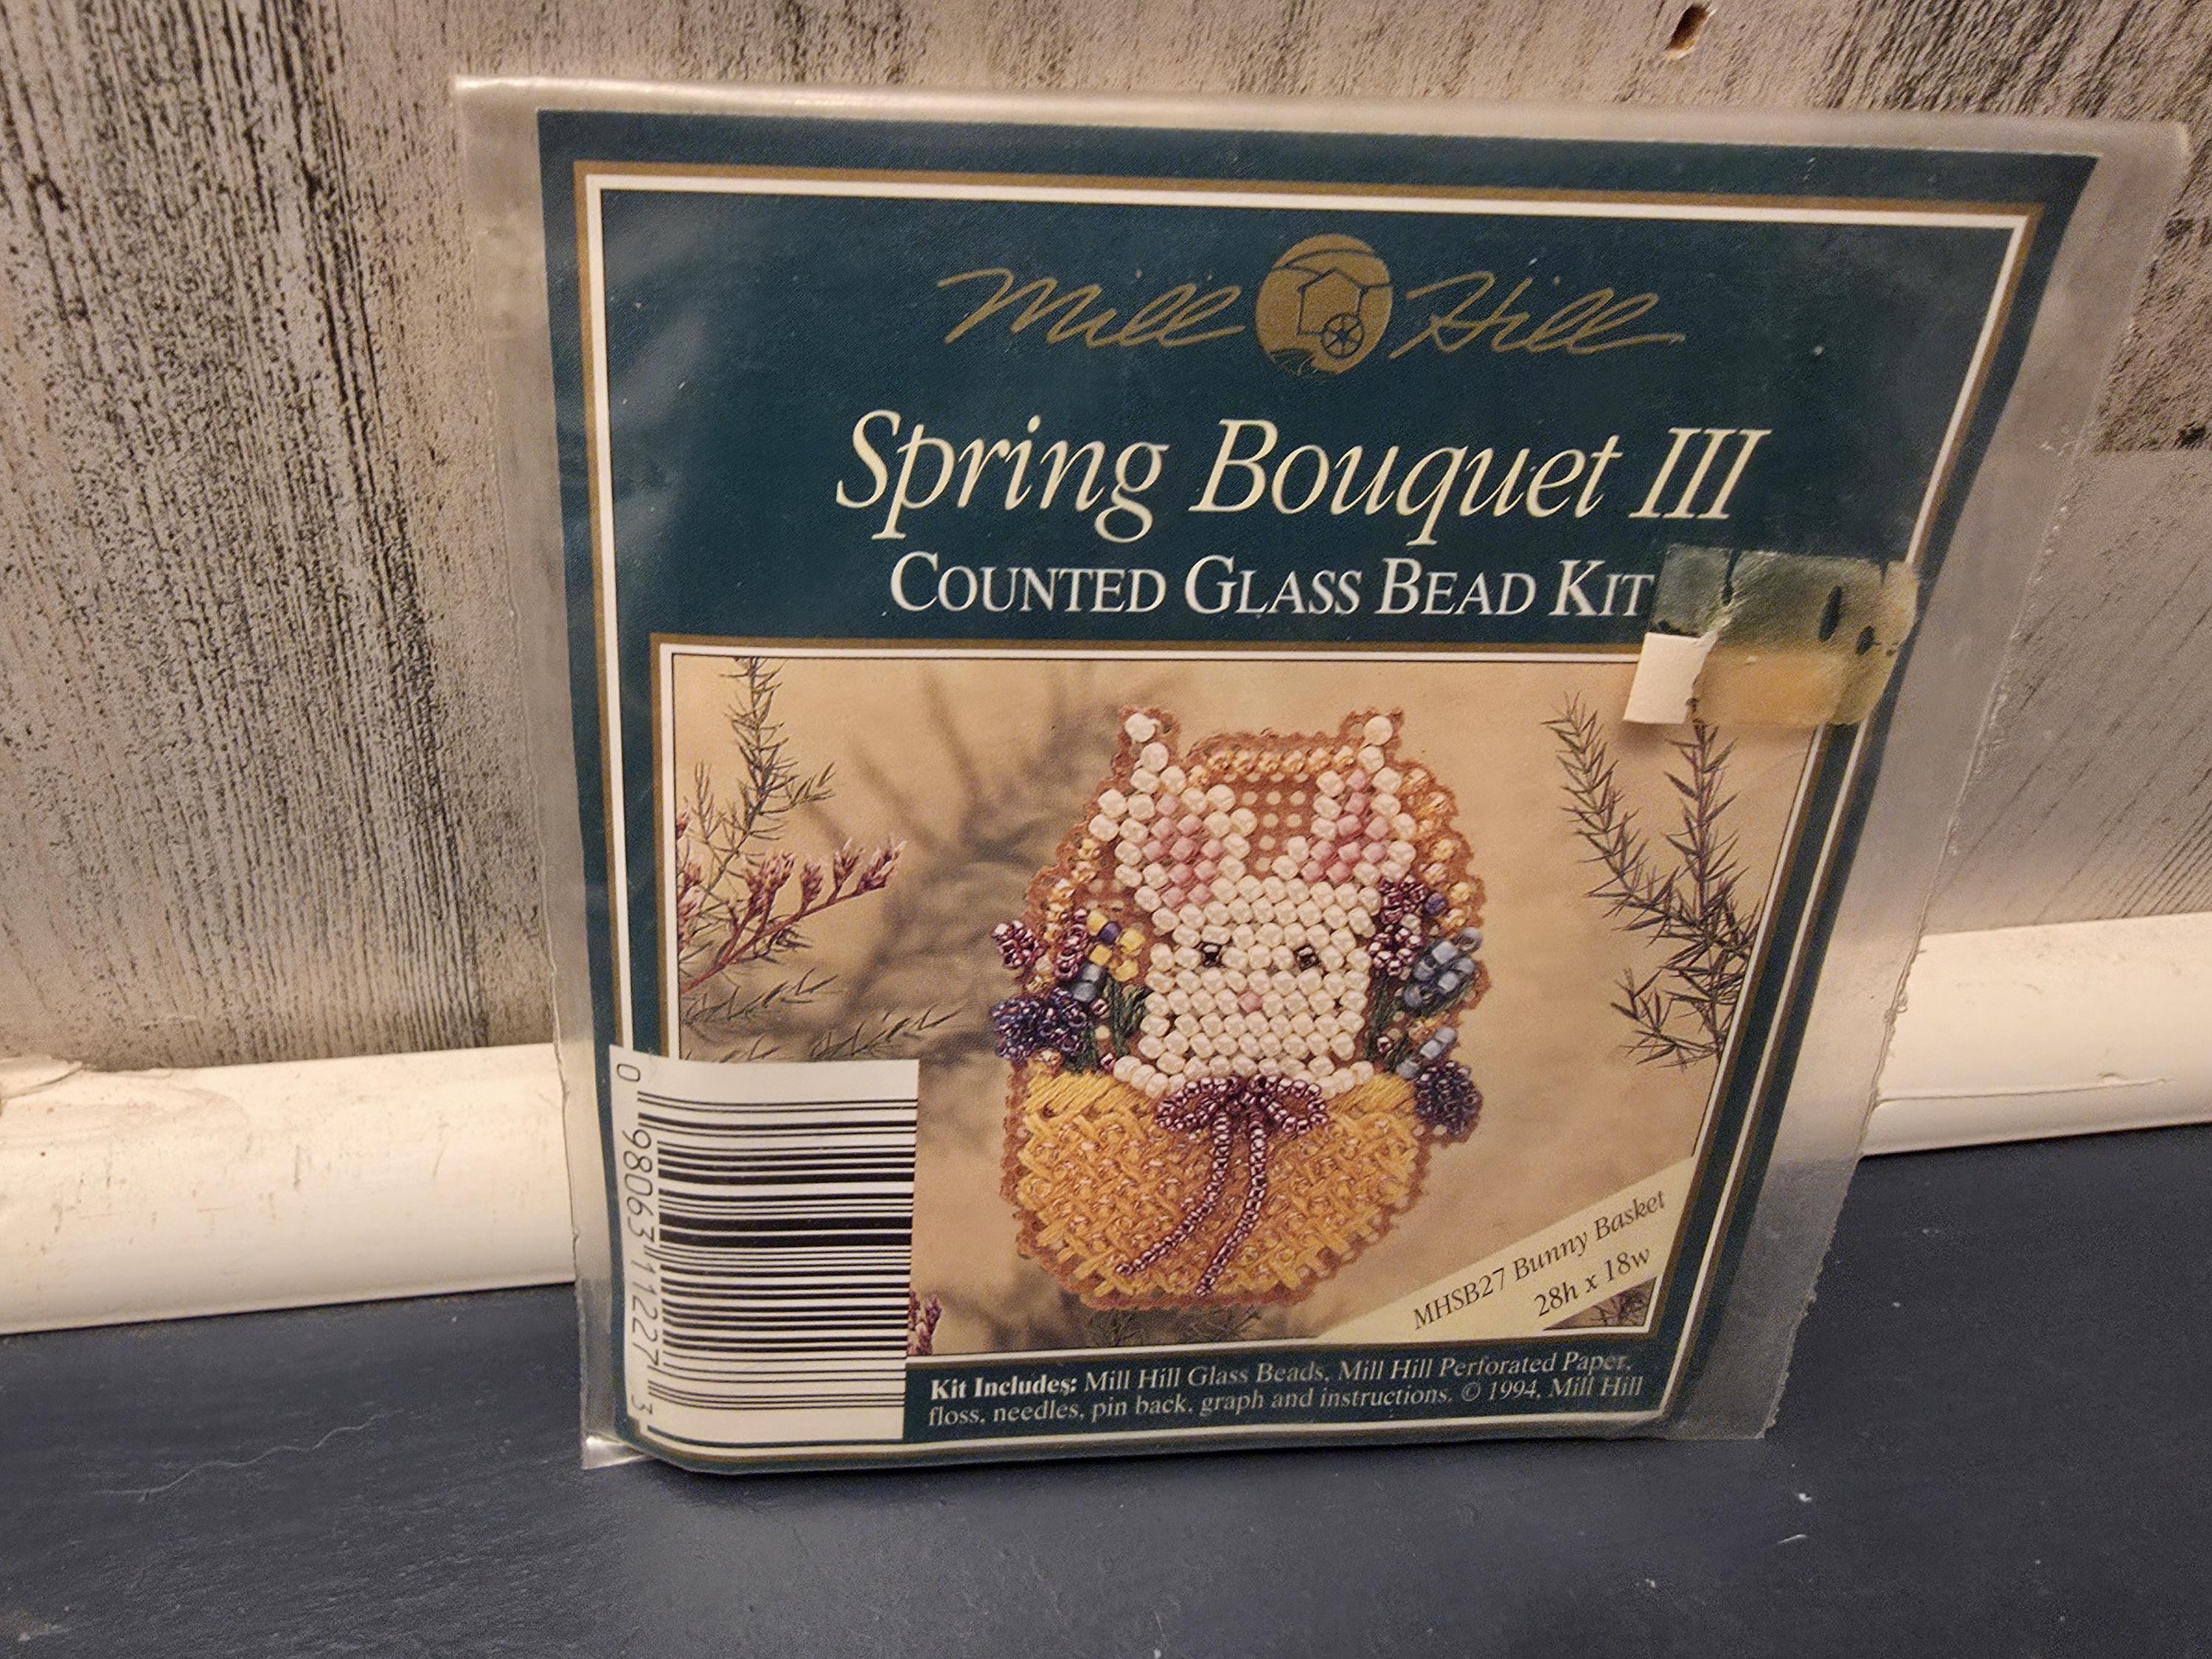 Mill Hill
Spring Bouquet III
COUNTED GLASS BEAD KIT
MHSB27 Bunny Basket
28h x 18w
0 98063 11227 3
Kit Includes: Mill Hill Glass Beads, Mill Hill Perforated Paper,
floss, needles, pin back, graph and instructions. © 1994, Mill Hill